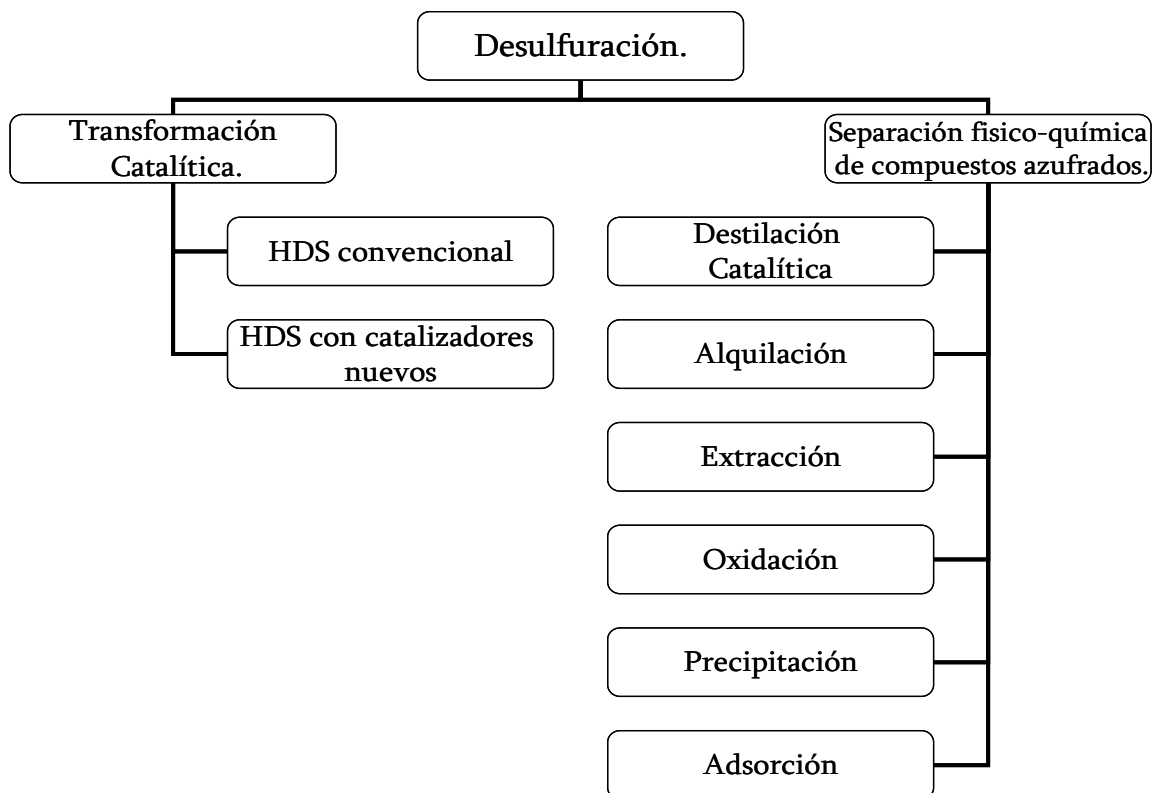 Desulfuración.
Transformación
Catalítica.
Separación fisico-química
de compuestos azufrados.
HDS convencional
HDS con catalizadores
nuevos
Destilación
Catalítica
Alquilación
Extracción
Oxidación
Precipitación
Adsorción